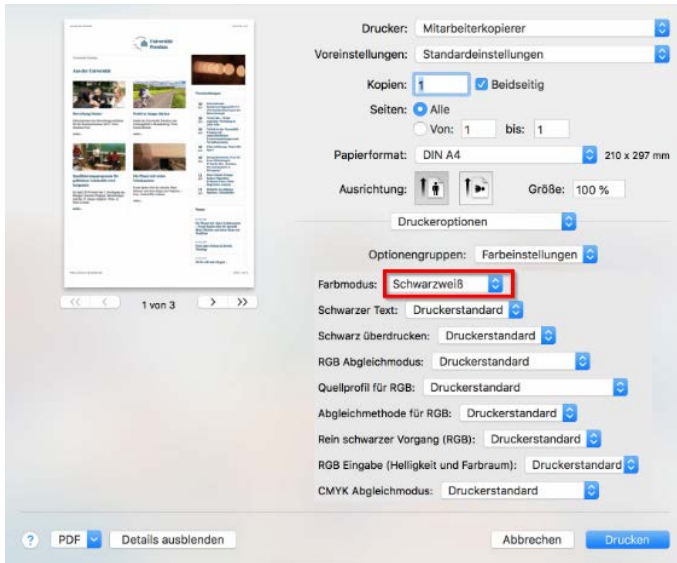 Drucker: Mitarbeiterkopierer
Voreinstellungen: Standardeinstellungen
Kopien: 1 Beidseitig
Seiten: Alle
Von: 1 bis: 1
Papierformat: DIN A4 210 x 297 mm
Ausrichtung: Größe: 100 %
Druckeroptionen
Optionengruppen: Farbeinstellungen
Farbmodus: Schwarzweiß
Schwarzer Text: Druckerstandard
Schwarz überdrucken: Druckerstandard
RGB Abgleichmodus: Druckerstandard
Quellprofil für RGB: Druckerstandard
Abgleichmethode für RGB: Druckerstandard
Rein schwarzer Vorgang (RGB): Druckerstandard
RGB Eingabe (Helligkeit und Farbraum): Druckerstandard
CMYK Abgleichmodus: Druckerstandard
Universität Potsdam
Aus der Universität
1 von 3
? PDF Details ausblenden Abbrechen Drucken